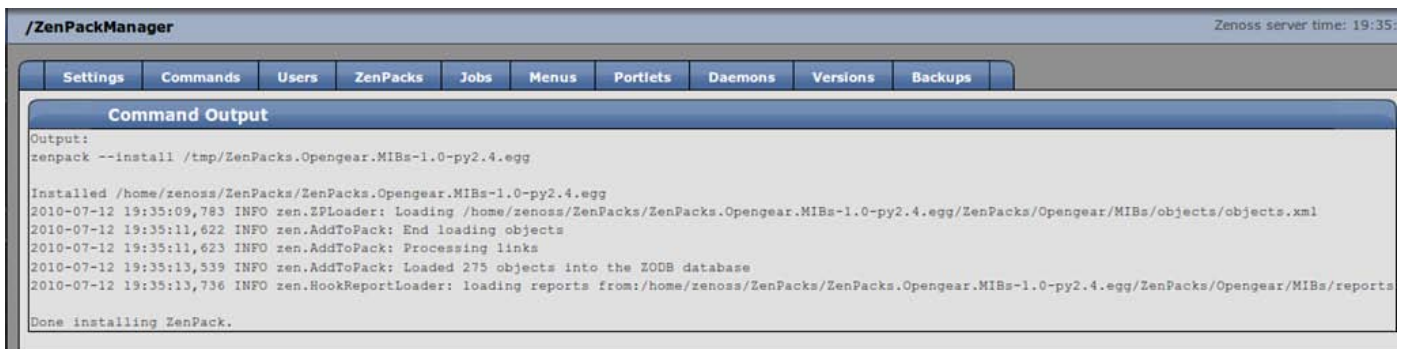 /ZenPackManager Zenoss server time: 19:35:
Settings Commands Users ZenPacks Jobs Menus Portlets Daemons Versions Backups
Command Output
Output:
zenpack --install /tmp/ZenPacks.Opengear.MIBs-1.0-py2.4.egg
Installed /home/zenoss/ZenPacks/ZenPacks.Opengear.MIBs-1.0-py2.4.egg
2010-07-12 19:35:09,783 INFO zen.ZPLoader: Loading /home/zenoss/ZenPacks/ZenPacks.Opengear.MIBs-1.0-py2.4.egg/ZenPacks/Opengear/MIBs/objects/objects.xml
2010-07-12 19:35:11,622 INFO zen.AddToPack: End loading objects
2010-07-12 19:35:11,623 INFO zen.AddToPack: Processing links
2010-07-12 19:35:13,539 INFO zen.AddToPack: Loaded 275 objects into the ZODB database
2010-07-12 19:35:13,736 INFO zen.HookReportLoader: loading reports from:/home/zenoss/ZenPacks/ZenPacks.Opengear.MIBs-1.0-py2.4.egg/ZenPacks/Opengear/MIBs/reports
Done installing ZenPack.